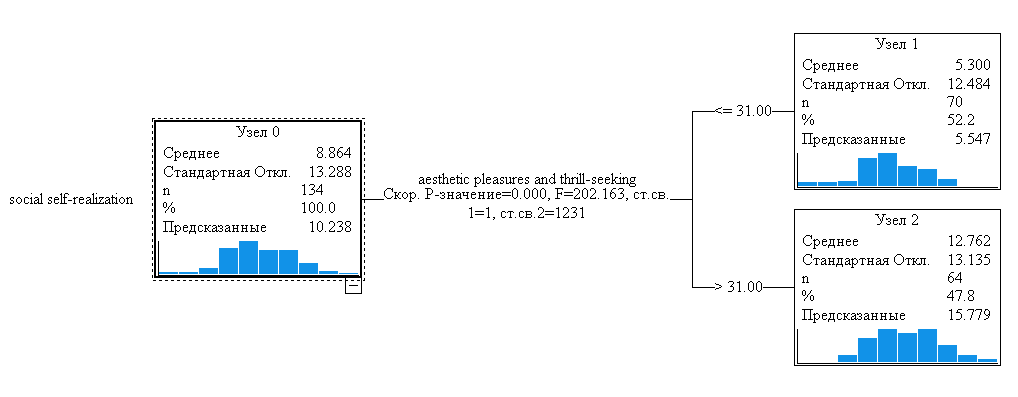 social self-realization
Узел 0
Среднее 8.864
Стандартная Откл. 13.288
n 134
% 100.0
Предсказанные 10.238
aesthetic pleasures and thrill-seeking
Скор. P-значение=0.000, F=202.163, ст.св.
1=1, ст.св.2=1231
<= 31.00
Узел 1
Среднее 5.300
Стандартная Откл. 12.484
n 70
% 52.2
Предсказанные 5.547
> 31.00
Узел 2
Среднее 12.762
Стандартная Откл. 13.135
n 64
% 47.8
Предсказанные 15.779